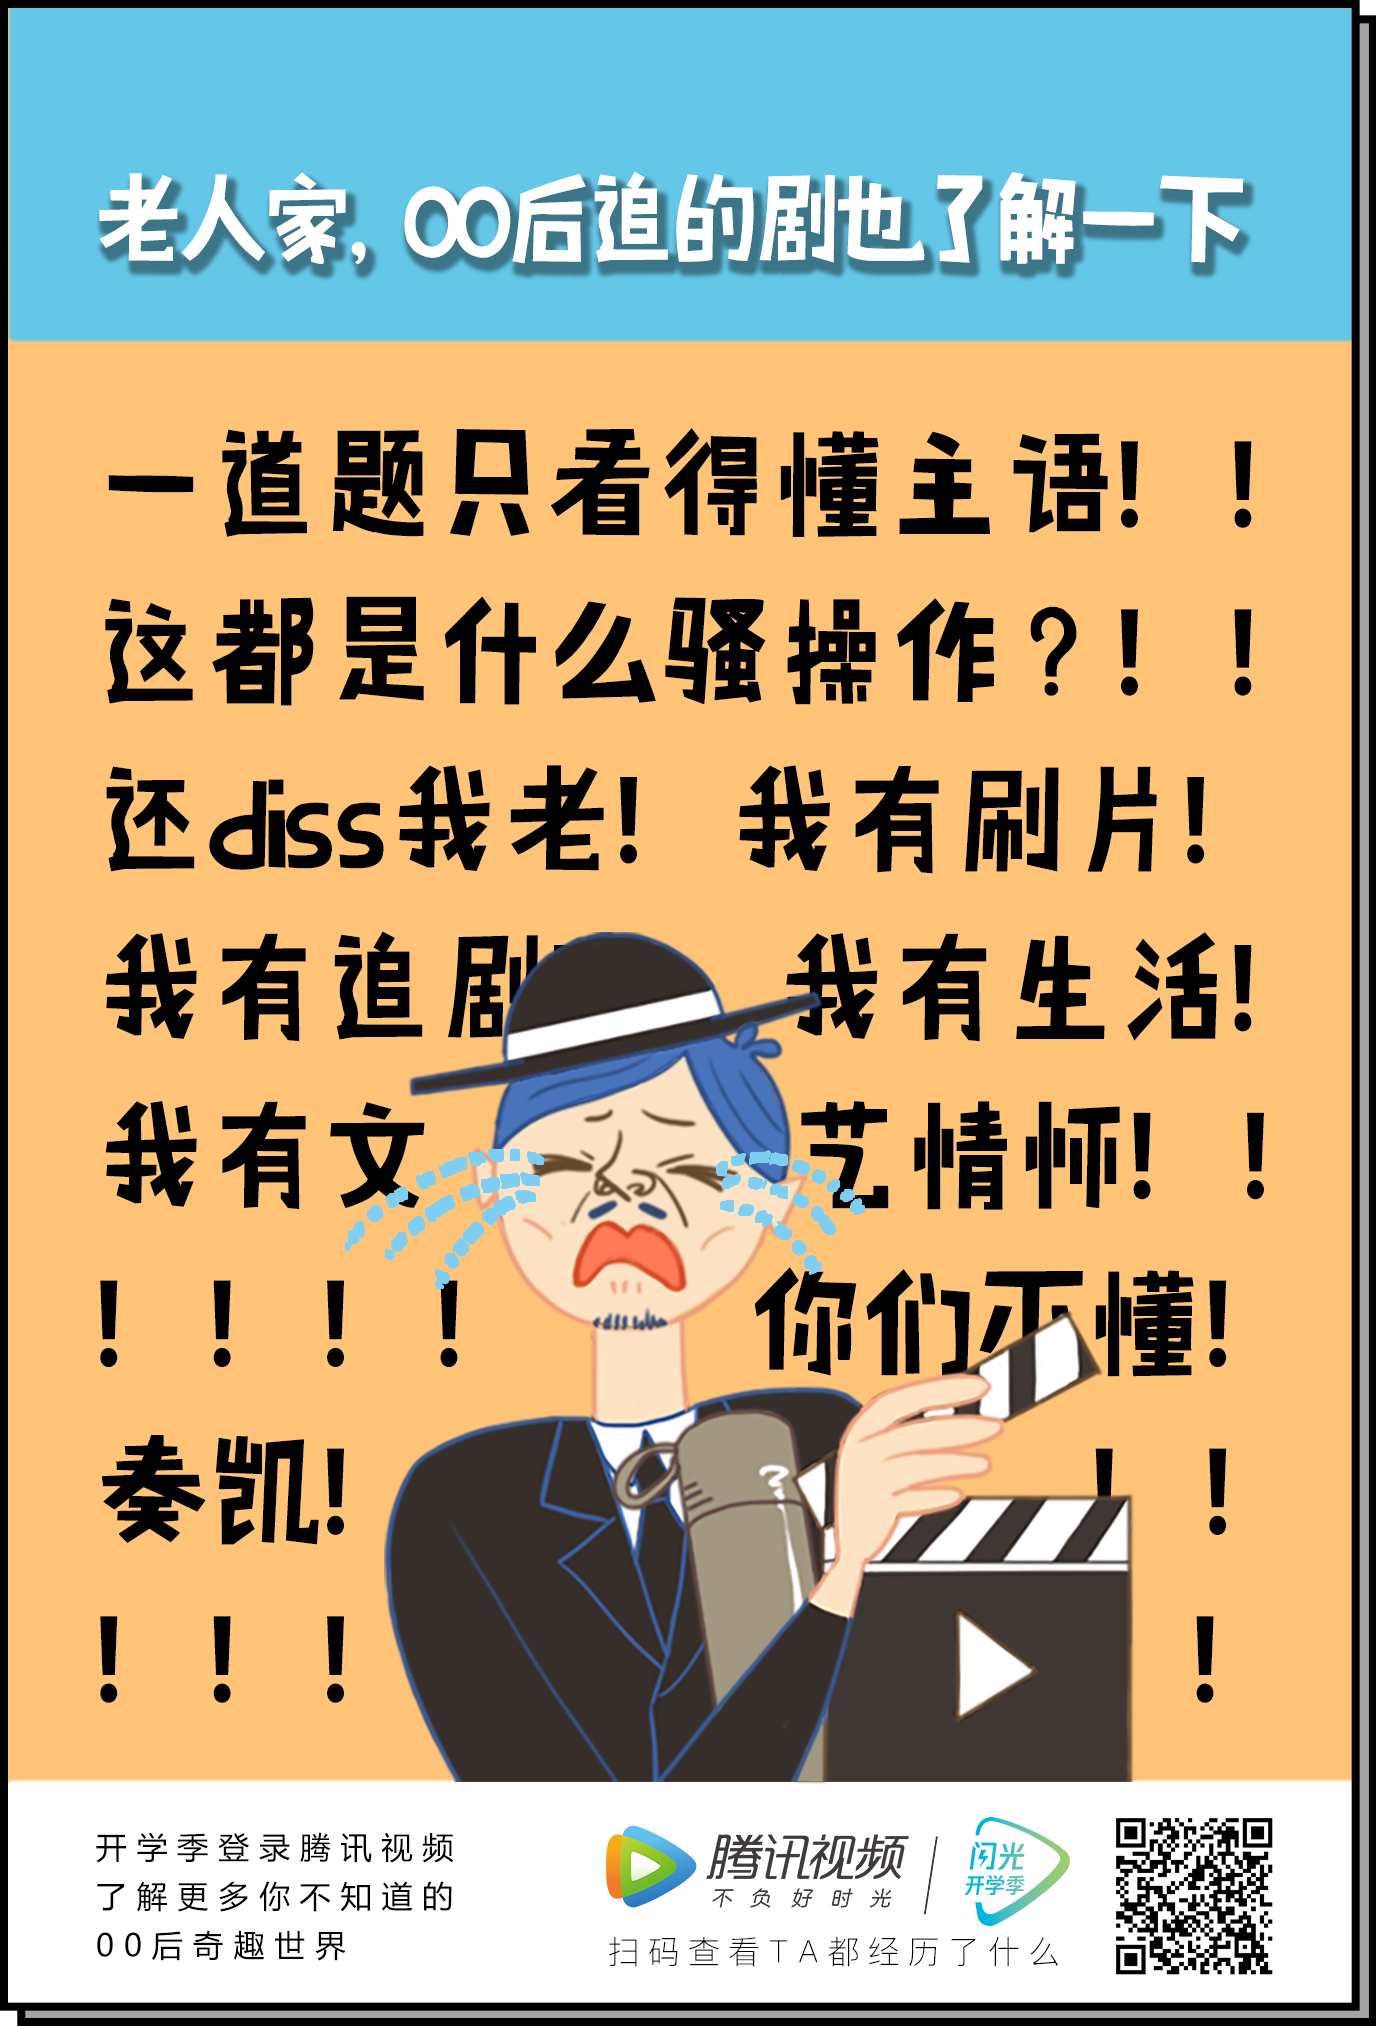 老人家，00后追的剧也了解一下
一道题只看得懂主语！！
这都是什么骚操作？！！
还diss我老！ 我有刷片！
我有追剧 我有生活！
我有文 艺情怀！！
！！！！ 你们不懂！
奏凯！ ！！
！！！ ！
开学季登录腾讯视频
了解更多你不知道的
00后奇趣世界
腾讯视频
不负好时光
闪光
开学季
扫码查看TA都经历了什么